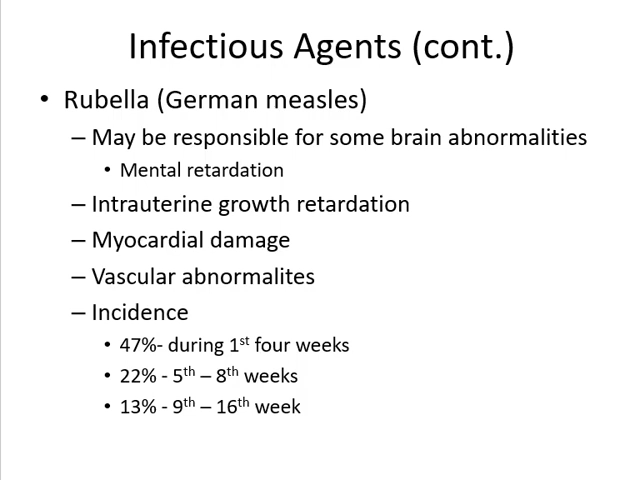 Infectious Agents (cont.)
• Rubella (German measles)
– May be responsible for some brain abnormalities
• Mental retardation
– Intrauterine growth retardation
– Myocardial damage
– Vascular abnormalites
– Incidence
• 47%- during 1st four weeks
• 22% - 5th – 8th weeks
• 13% - 9th – 16th week